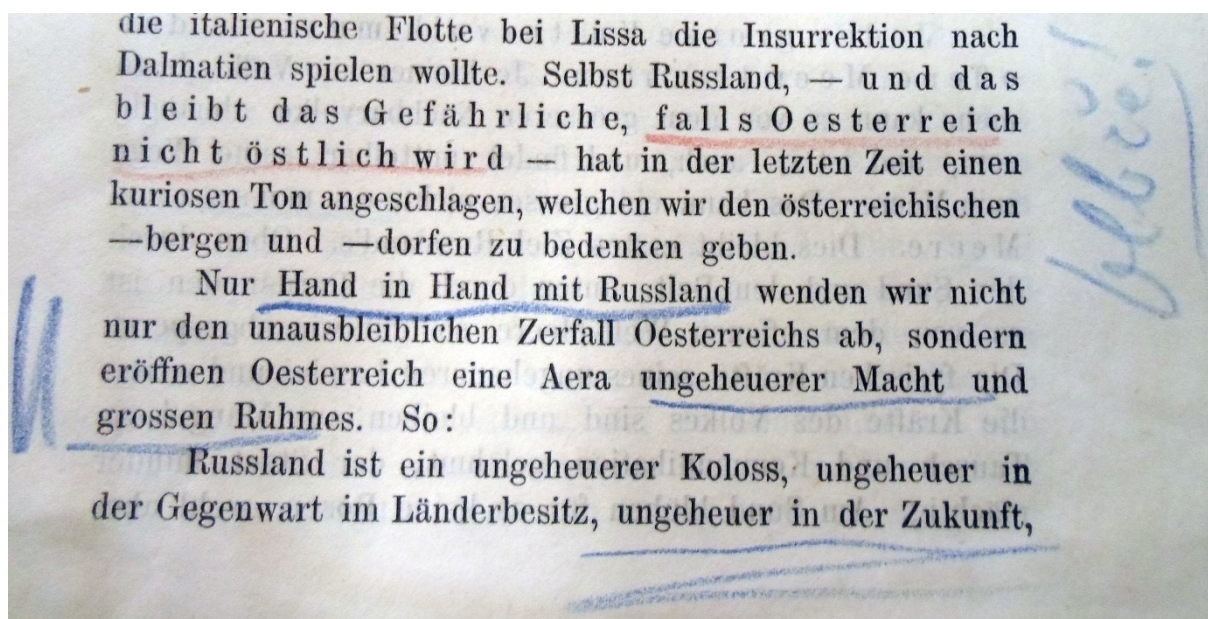 die italienische Flotte bei Lissa die Insurrektion nach
Dalmatien spielen wollte. Selbst Russland, — und das
bleibt das Gefährliche, falls Oesterreich
nicht östlich wird — hat in der letzten Zeit einen
kuriosen Ton angeschlagen, welchen wir den österreichischen
—bergen und —dorfen zu bedenken geben.
Nur Hand in Hand mit Russland wenden wir nicht
nur den unausbleiblichen Zerfall Oesterreichs ab, sondern
eröffnen Oesterreich eine Aera ungeheuerer Macht und
grossen Ruhmes. So:
Russland ist ein ungeheuerer Koloss, ungeheuer in
der Gegenwart im Länderbesitz, ungeheuer in der Zukunft,